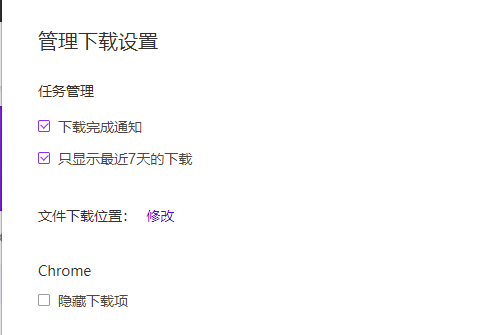 管理下载设置
任务管理
下载完成通知
只显示最近7天的下载
文件下载位置： 修改
Chrome
隐藏下载项